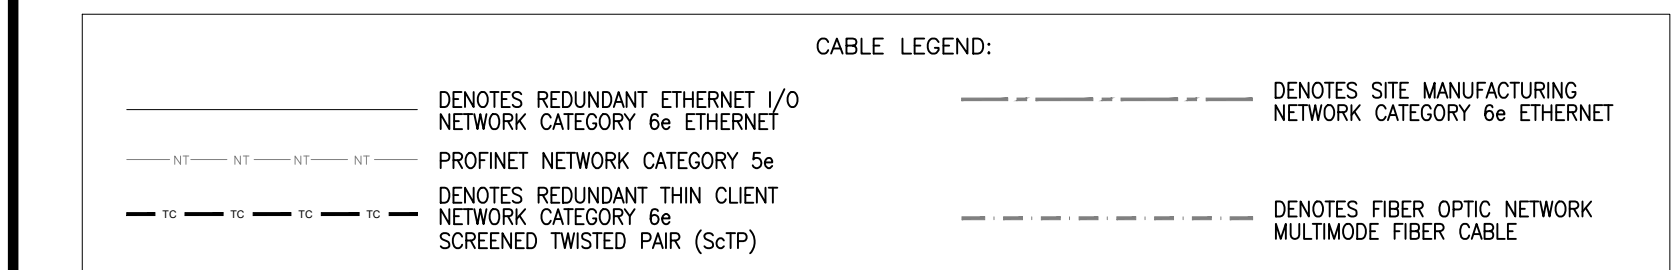 CABLE LEGEND:
DENOTES REDUNDANT ETHERNET I/O
NETWORK CATEGORY 6e ETHERNET
NT NT NT NT
PROFINET NETWORK CATEGORY 5e
TC TC TC TC
DENOTES REDUNDANT THIN CLIENT
NETWORK CATEGORY 6e
SCREENED TWISTED PAIR (ScTP)
DENOTES SITE MANUFACTURING
NETWORK CATEGORY 6e ETHERNET
DENOTES FIBER OPTIC NETWORK
MULTIMODE FIBER CABLE